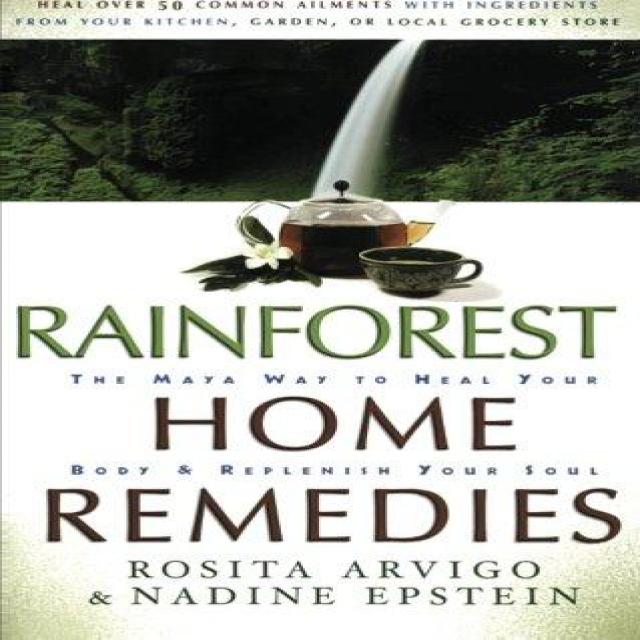 HEAL OVER 50 COMMON AILMENTS WITH INGREDIENTS
FROM YOUR KITCHEN, GARDEN, OR LOCAL GROCERY STORE
RAINFOREST
THE MAYA WAY TO HEAL YOUR
HOME
BODY & REPLENISH YOUR SOUL
REMEDIES
ROSITA ARVIGO
& NADINE EPSTEIN